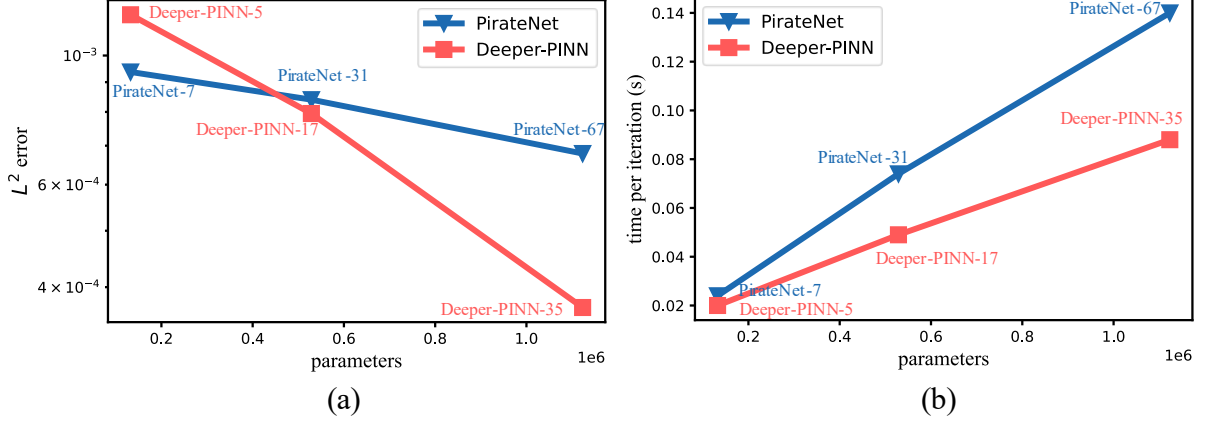 Deeper-PINN-5
PirateNet
Deeper-PINN
10⁻³
PirateNet-7
PirateNet-31
Deeper-PINN-17
PirateNet-67
L² error
6 × 10⁻⁴
4 × 10⁻⁴
Deeper-PINN-35
0.2
0.4
0.6
0.8
1.0
1e6
parameters
(a)
0.14
PirateNet
Deeper-PINN
PirateNet-67
0.12
0.10
Deeper-PINN-35
time per iteration (s)
0.08
PirateNet-31
0.06
Deeper-PINN-17
0.04
PirateNet-7
0.02
Deeper-PINN-5
0.2
0.4
0.6
0.8
1.0
1e6
parameters
(b)